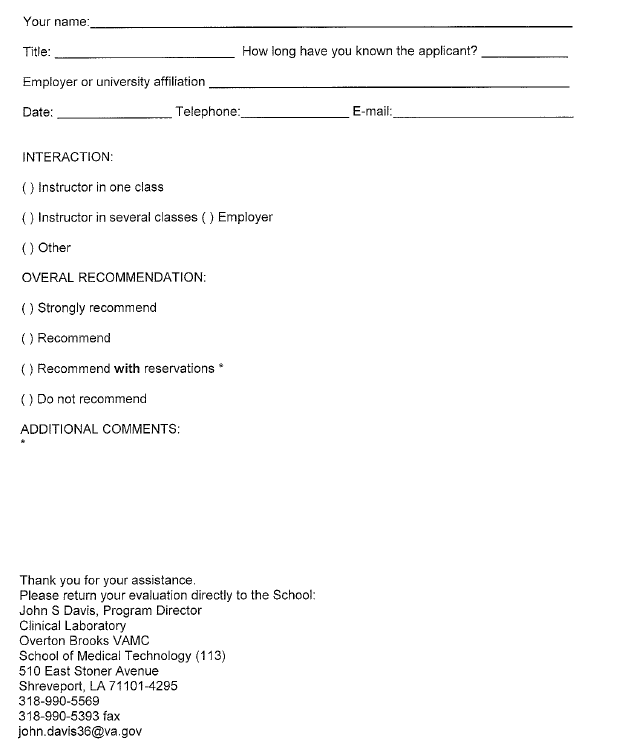 Your name:
Title: How long have you known the applicant?
Employer or university affiliation
Date: Telephone: E-mail:
INTERACTION:
( ) Instructor in one class
( ) Instructor in several classes ( ) Employer
( ) Other
OVERAL RECOMMENDATION:
( ) Strongly recommend
( ) Recommend
( ) Recommend with reservations *
( ) Do not recommend
ADDITIONAL COMMENTS:
*
Thank you for your assistance.
Please return your evaluation directly to the School:
John S Davis, Program Director
Clinical Laboratory
Overton Brooks VAMC
School of Medical Technology (113)
510 East Stoner Avenue
Shreveport, LA 71101-4295
318-990-5569
318-990-5393 fax
john.davis36@va.gov